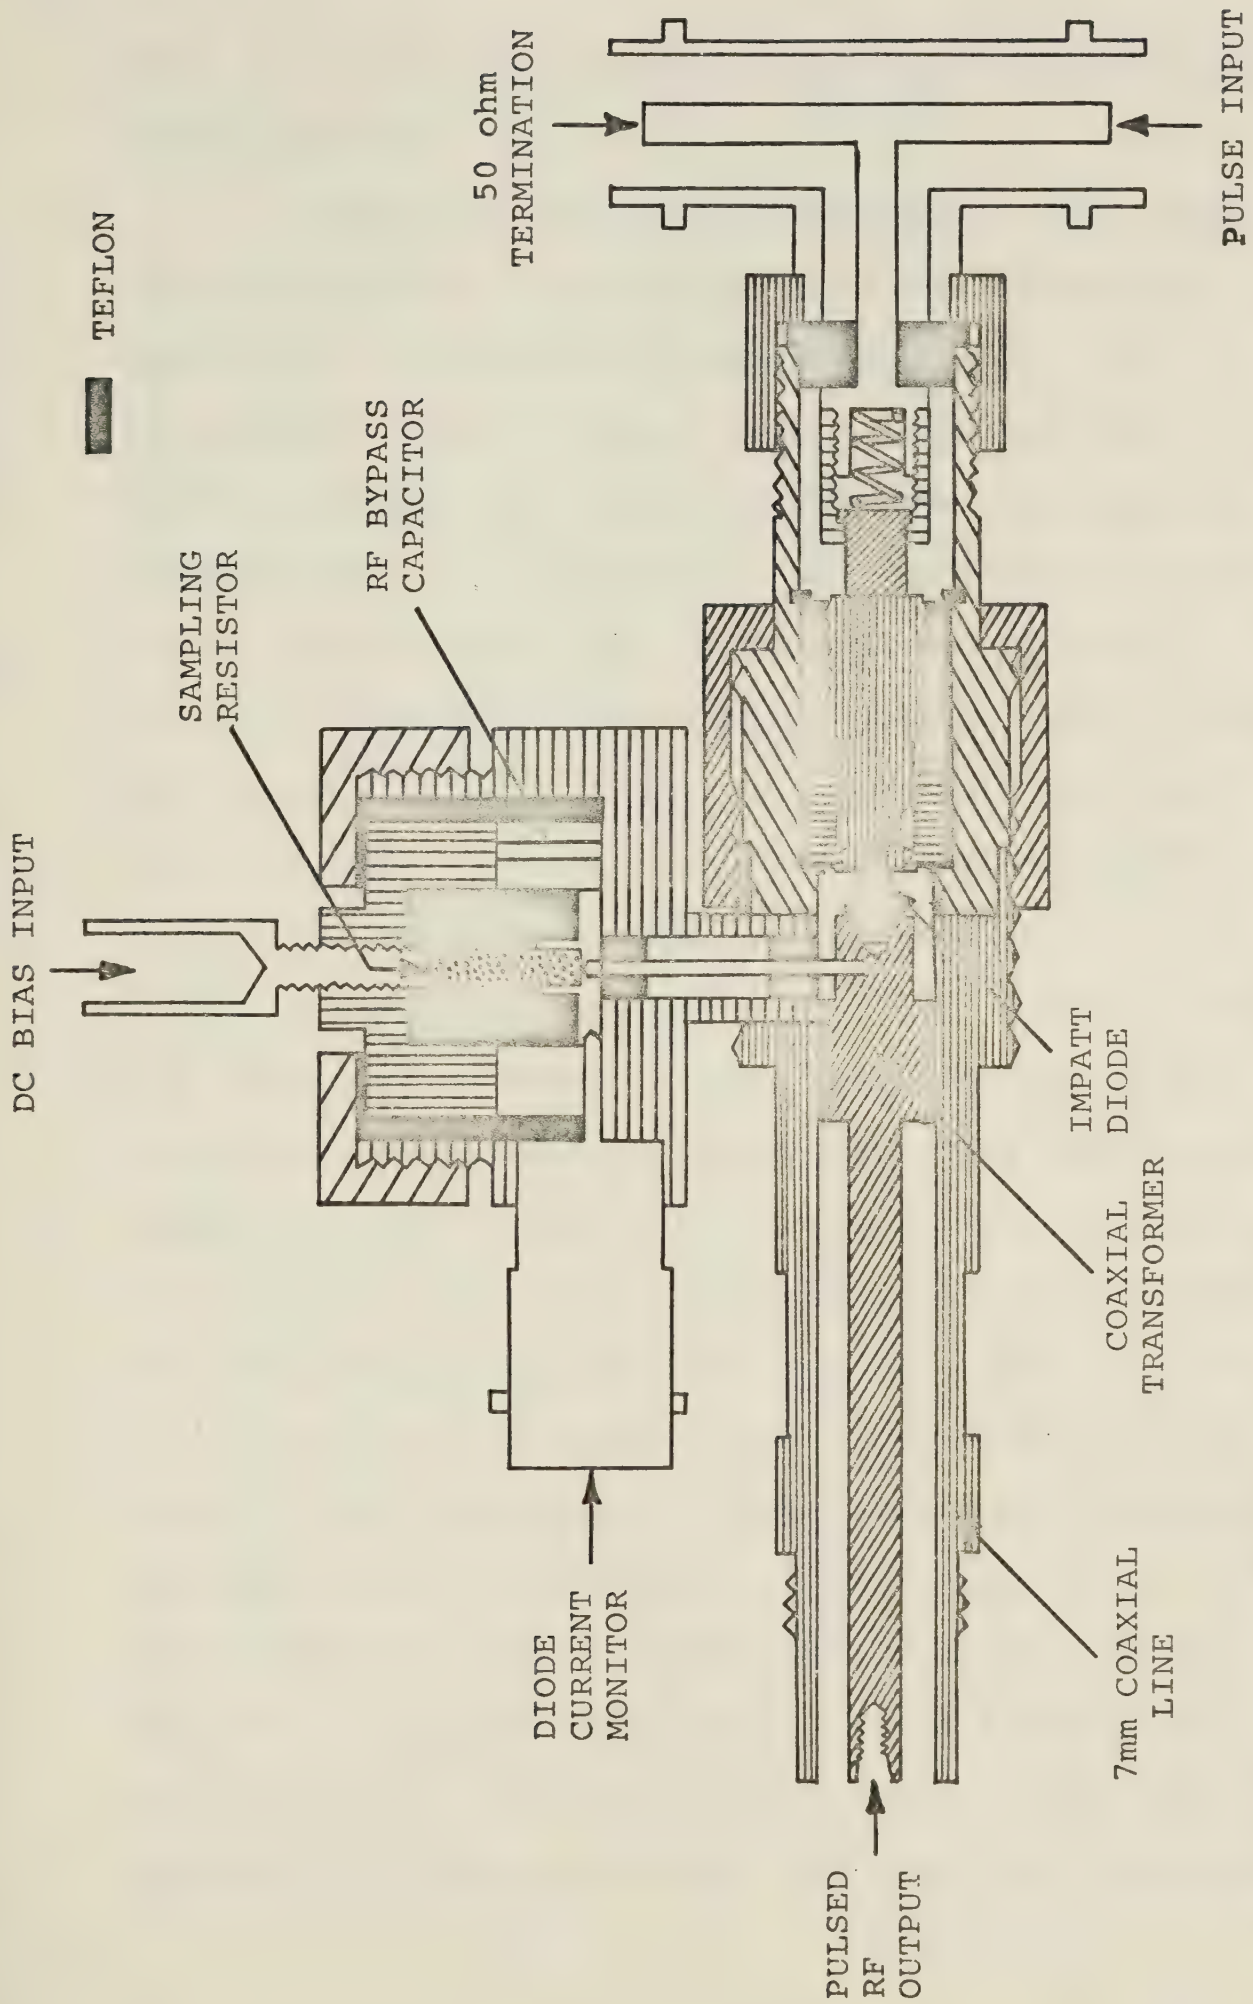 DC BIAS INPUT
TEFLON
SAMPLING
RESISTOR
RF BYPASS
CAPACITOR
50 ohm
TERMINATION
PULSE INPUT
DIODE
CURRENT
MONITOR
IMPATT
DIODE
COAXIAL
TRANSFORMER
7mm COAXIAL
LINE
PULSED
RF
OUTPUT